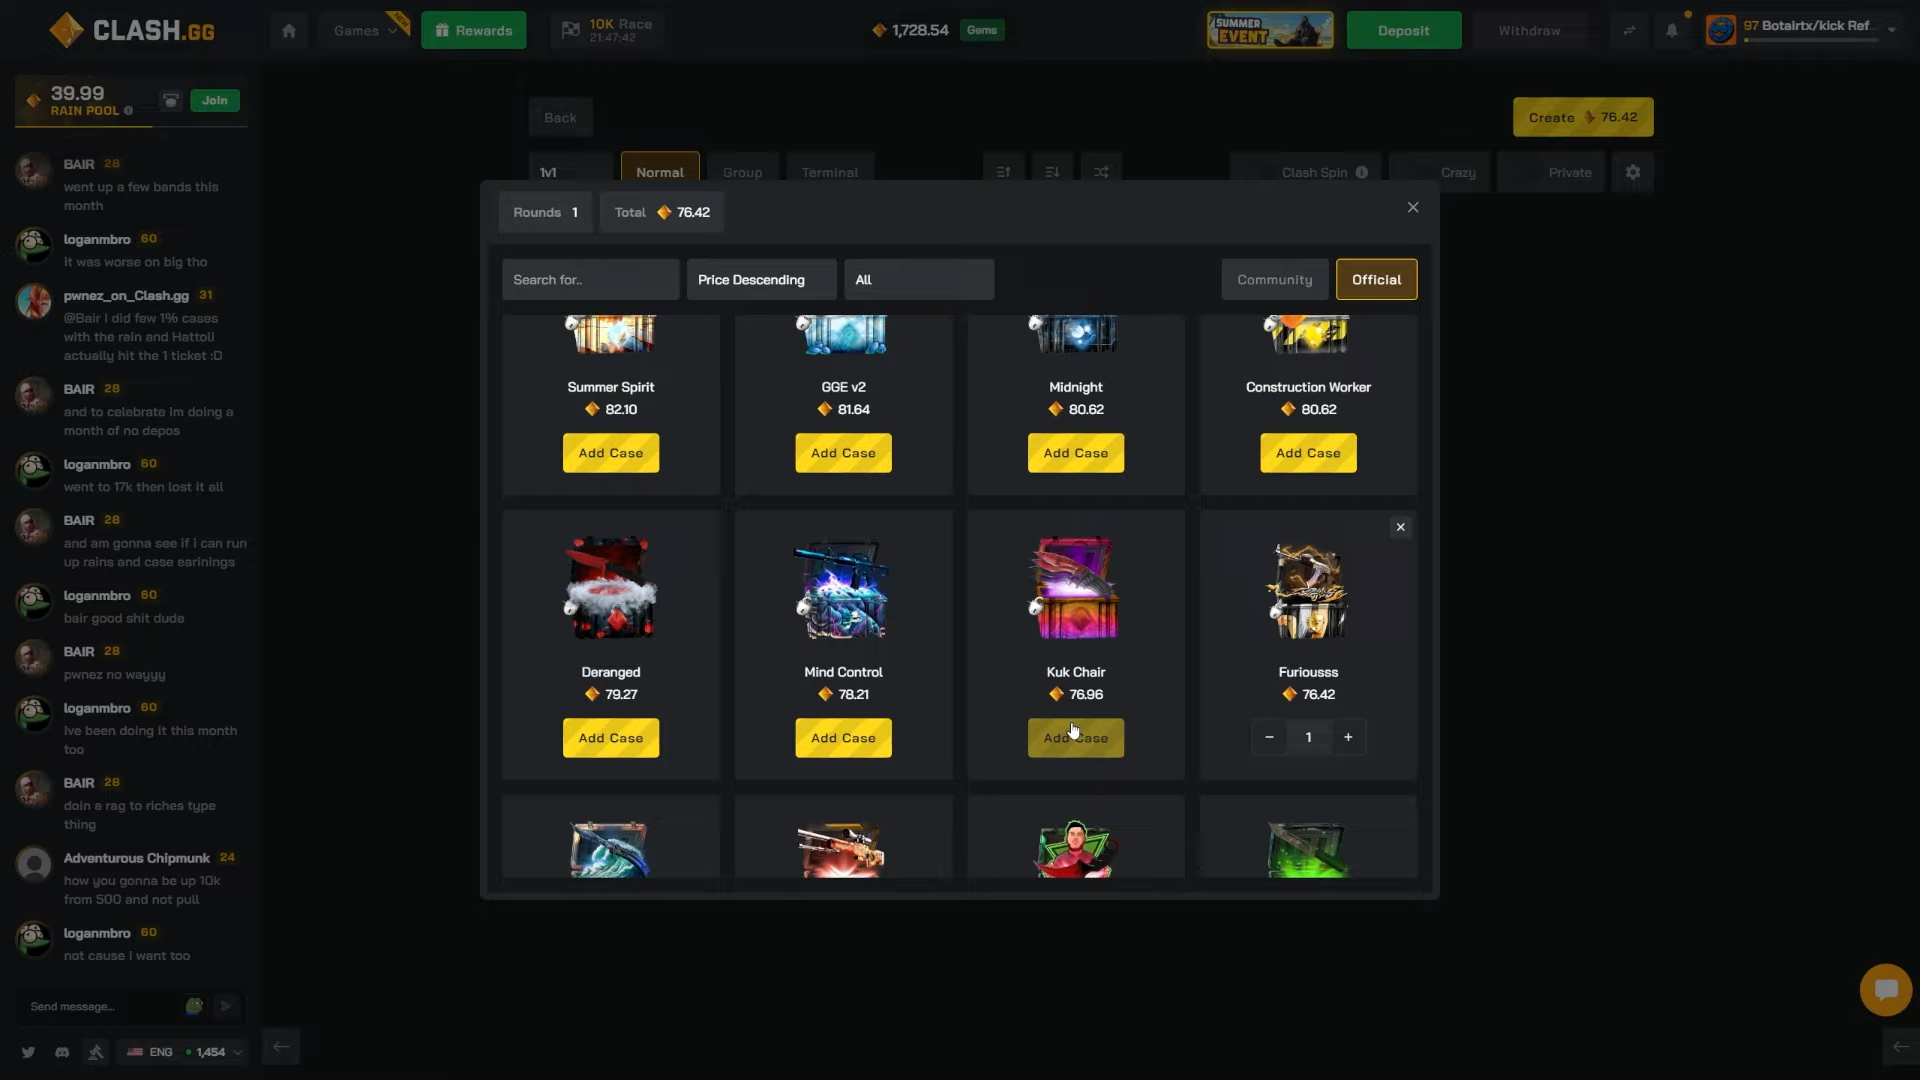 CLASH.GG
Games
NEW
Rewards
10K Race
21:47:42
1,728.54
Gems
SUMMER
EVENT
Deposit
Withdraw
97 Botairtx/kick Ref
39.99
RAIN POOL
Join
BAIR 28
went up a few bands this
month
loganmbro 60
it was worse on big tho
pwnez_on_Clash.gg 31
@Bair I did few 1% cases
with the rain and Hattoli
actually hit the 1 ticket :D
BAIR 28
and to celebrate im doing a
month of no depos
loganmbro 60
went to 17k then lost it all
BAIR 28
and am gonna see if i can run
up rains and case earinings
loganmbro 60
bair good shit dude
BAIR 28
pwnez no wayyy
loganmbro 60
ive been doing it this month
too
BAIR 28
doin a rag to riches type
thing
Adventurous Chipmunk 24
how you gonna be up 10k
from 500 and not pull
loganmbro 60
not cause i want too
Send message...
ENG
1,454
Back
Create 76.42
1v1
Normal
Group
Terminal
Clash Spin
Crazy
Private
Rounds 1
Total 76.42
Search for..
Price Descending
All
Community
Official
Summer Spirit
82.10
Add Case
GGE v2
81.64
Add Case
Midnight
80.62
Add Case
Construction Worker
80.62
Add Case
Deranged
79.27
Add Case
Mind Control
78.21
Add Case
Kuk Chair
76.96
Add Case
Furiousss
76.42
− 1 +